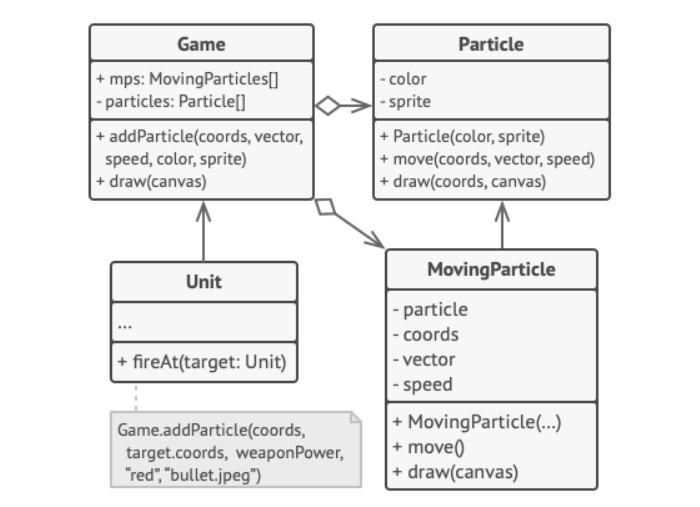 Game
+ mps: MovingParticles[]
- particles: Particle[]
+ addParticle(coords, vector,
speed, color, sprite)
+ draw(canvas)
Particle
- color
- sprite
+ Particle(color, sprite)
+ move(coords, vector, speed)
+ draw(coords, canvas)
Unit
...
+ fireAt(target: Unit)
Game.addParticle(coords,
target.coords, weaponPower,
"red","bullet.jpeg")
MovingParticle
- particle
- coords
- vector
- speed
+ MovingParticle(...)
+ move()
+ draw(canvas)